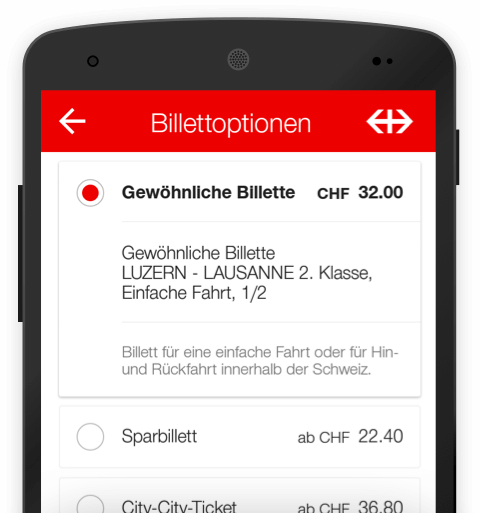 Billettoptionen
Gewöhnliche Billette CHF 32.00
Gewöhnliche Billette
LUZERN - LAUSANNE 2. Klasse,
Einfache Fahrt, 1/2
Billett für eine einfache Fahrt oder für Hin-
und Rückfahrt innerhalb der Schweiz.
Sparbillett ab CHF 22.40
City-City-Ticket ab CHF 36.80